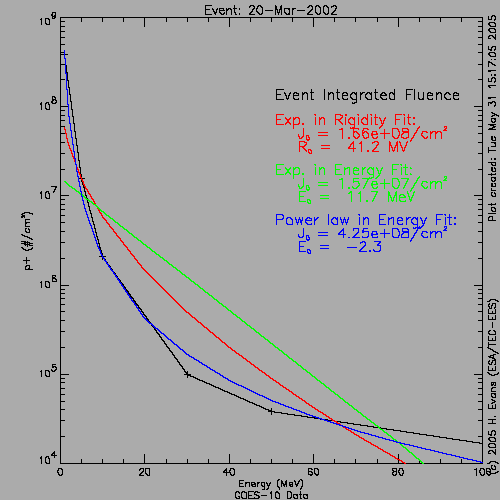 Event: 20-Mar-2002
10⁹
10⁸
10⁷
10⁶
10⁵
10⁴
p+ (#/cm²)
Event Integrated Fluence
Exp. in Rigidity Fit:
J₀ = 1.66e+08/cm²
R₀ = 41.2 MV
Exp. in Energy Fit:
J₀ = 1.57e+07/cm²
E₀ = 11.7 MeV
Power law in Energy Fit:
J₀ = 4.25e+08/cm²
E₀ = -2.3
0 20 40 60 80 100
Energy (MeV)
GOES-10 Data
Plot created: Tue May 31 15:17:05 2005
(C) 2005 H. Evans (ESA/TEC-EES)